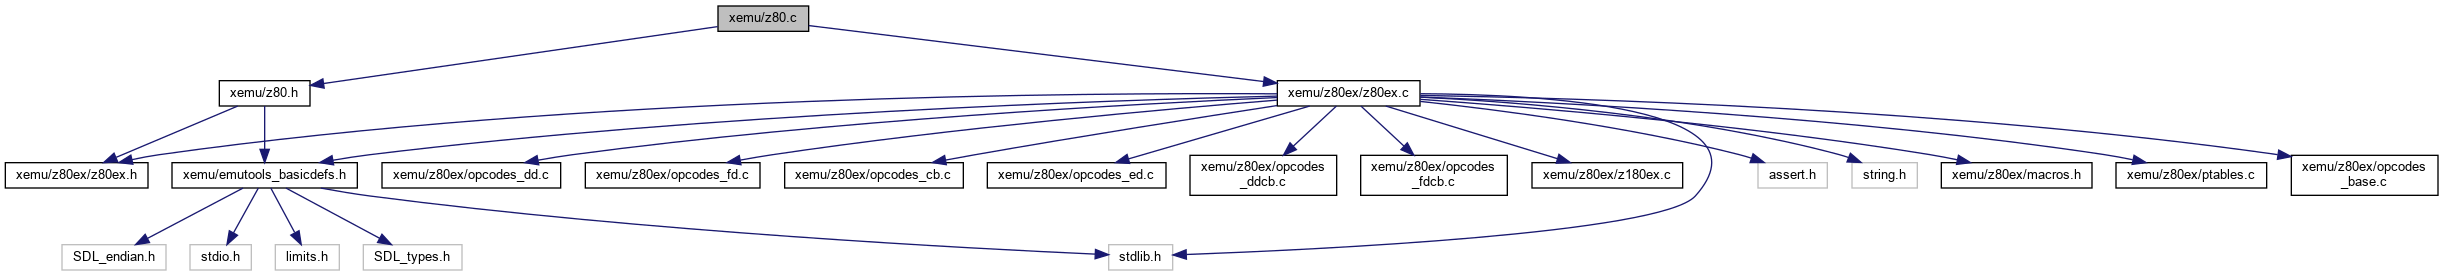 xemu/z80.c
xemu/z80.h
xemu/z80ex/z80ex.c
xemu/z80ex/z80ex.h
xemu/emutools_basicdefs.h
xemu/z80ex/opcodes_dd.c
xemu/z80ex/opcodes_fd.c
xemu/z80ex/opcodes_cb.c
xemu/z80ex/opcodes_ed.c
xemu/z80ex/opcodes
_ddcb.c
xemu/z80ex/opcodes
_fdcb.c
xemu/z80ex/z180ex.c
assert.h
string.h
xemu/z80ex/macros.h
xemu/z80ex/ptables.c
xemu/z80ex/opcodes
_base.c
SDL_endian.h
stdio.h
limits.h
SDL_types.h
stdlib.h